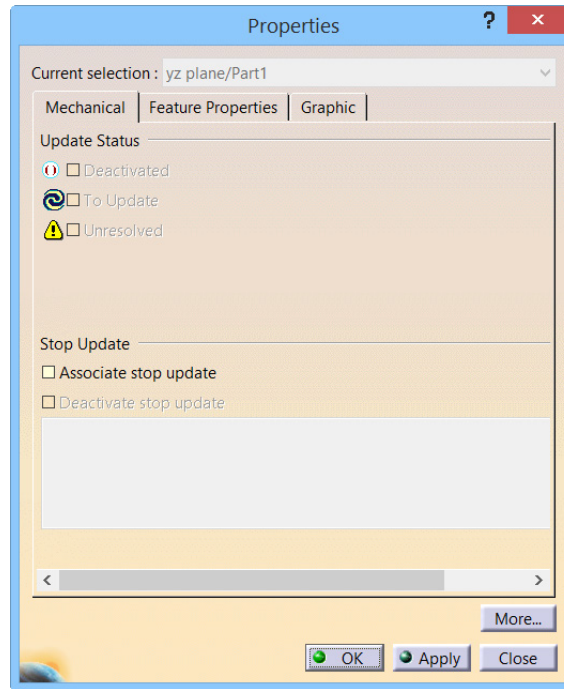 Properties
?
Current selection : yz plane/Part1
Mechanical Feature Properties Graphic
Update Status
Deactivated
To Update
Unresolved
Stop Update
Associate stop update
Deactivate stop update
More...
OK Apply Close